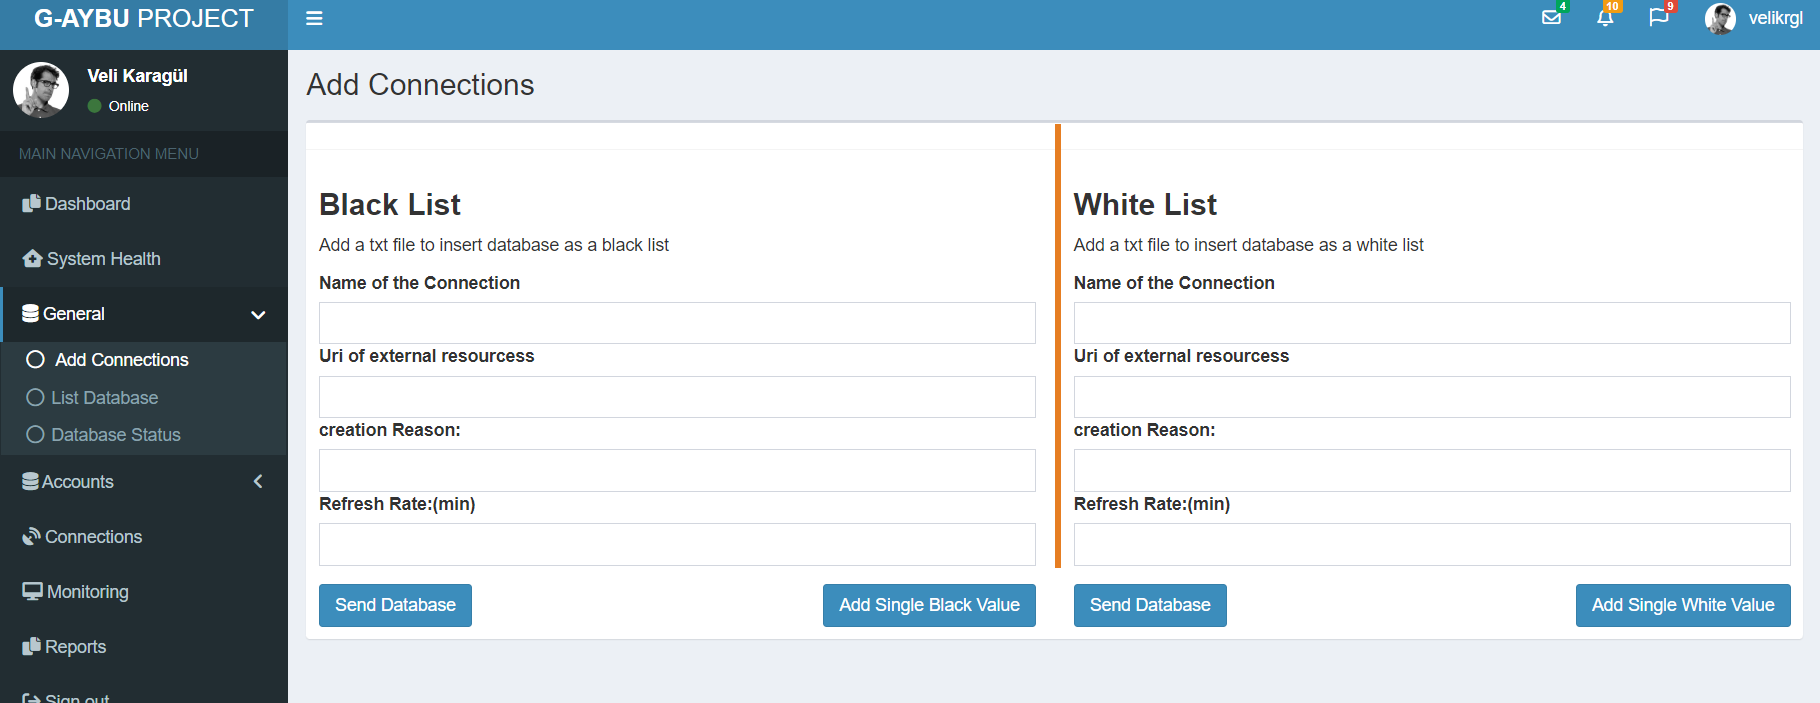 G-AYBU PROJECT
4
10
9
velikrgl
Veli Karagül
Online
MAIN NAVIGATION MENU
Dashboard
System Health
General
Add Connections
List Database
Database Status
Accounts
Connections
Monitoring
Reports
Sign out
Add Connections
Black List
Add a txt file to insert database as a black list
Name of the Connection
Uri of external resourcess
creation Reason:
Refresh Rate:(min)
Send Database
Add Single Black Value
White List
Add a txt file to insert database as a white list
Name of the Connection
Uri of external resourcess
creation Reason:
Refresh Rate:(min)
Send Database
Add Single White Value